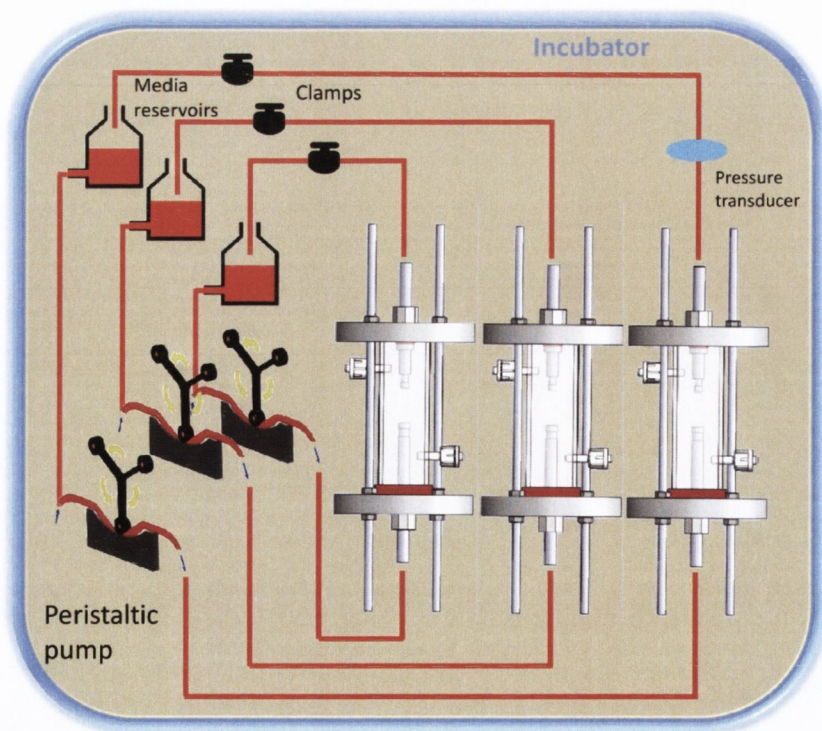 Incubator
Media
reservoirs
Clamps
Pressure
transducer
Peristaltic
pump